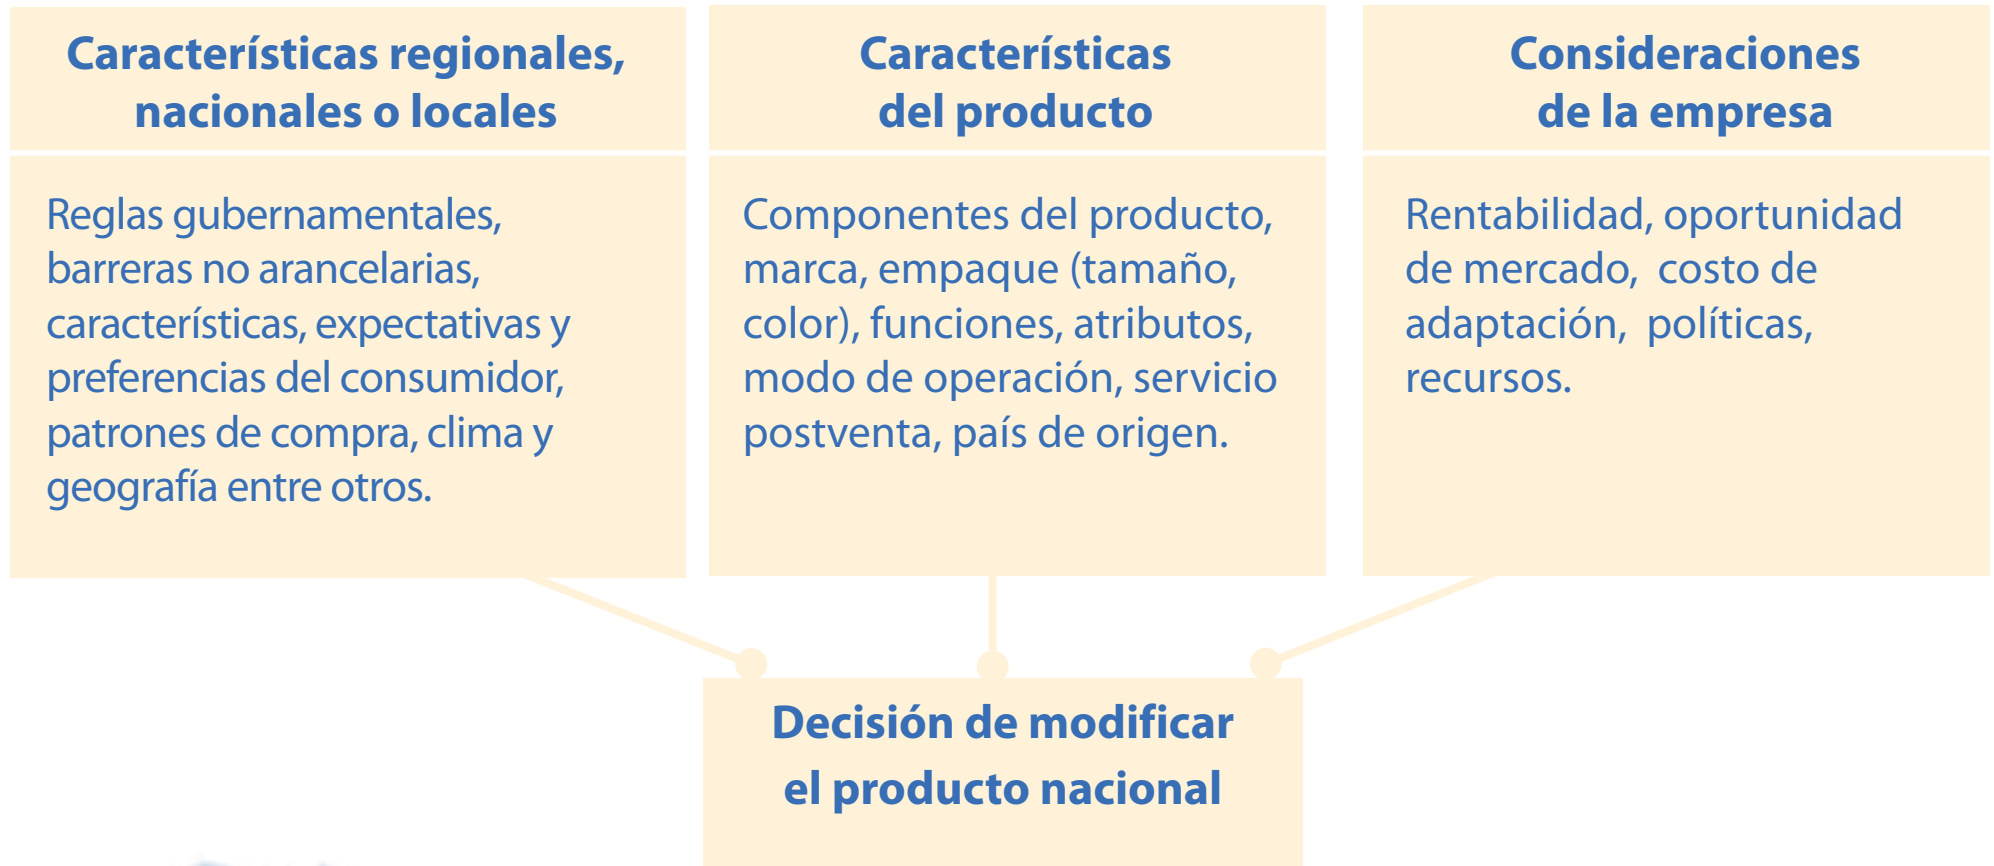 Características regionales,
nacionales o locales
Reglas gubernamentales,
barreras no arancelarias,
características, expectativas y
preferencias del consumidor,
patrones de compra, clima y
geografía entre otros.
Características
del producto
Componentes del producto,
marca, empaque (tamaño,
color), funciones, atributos,
modo de operación, servicio
postventa, país de origen.
Consideraciones
de la empresa
Rentabilidad, oportunidad
de mercado, costo de
adaptación, políticas,
recursos.
Decisión de modificar
el producto nacional